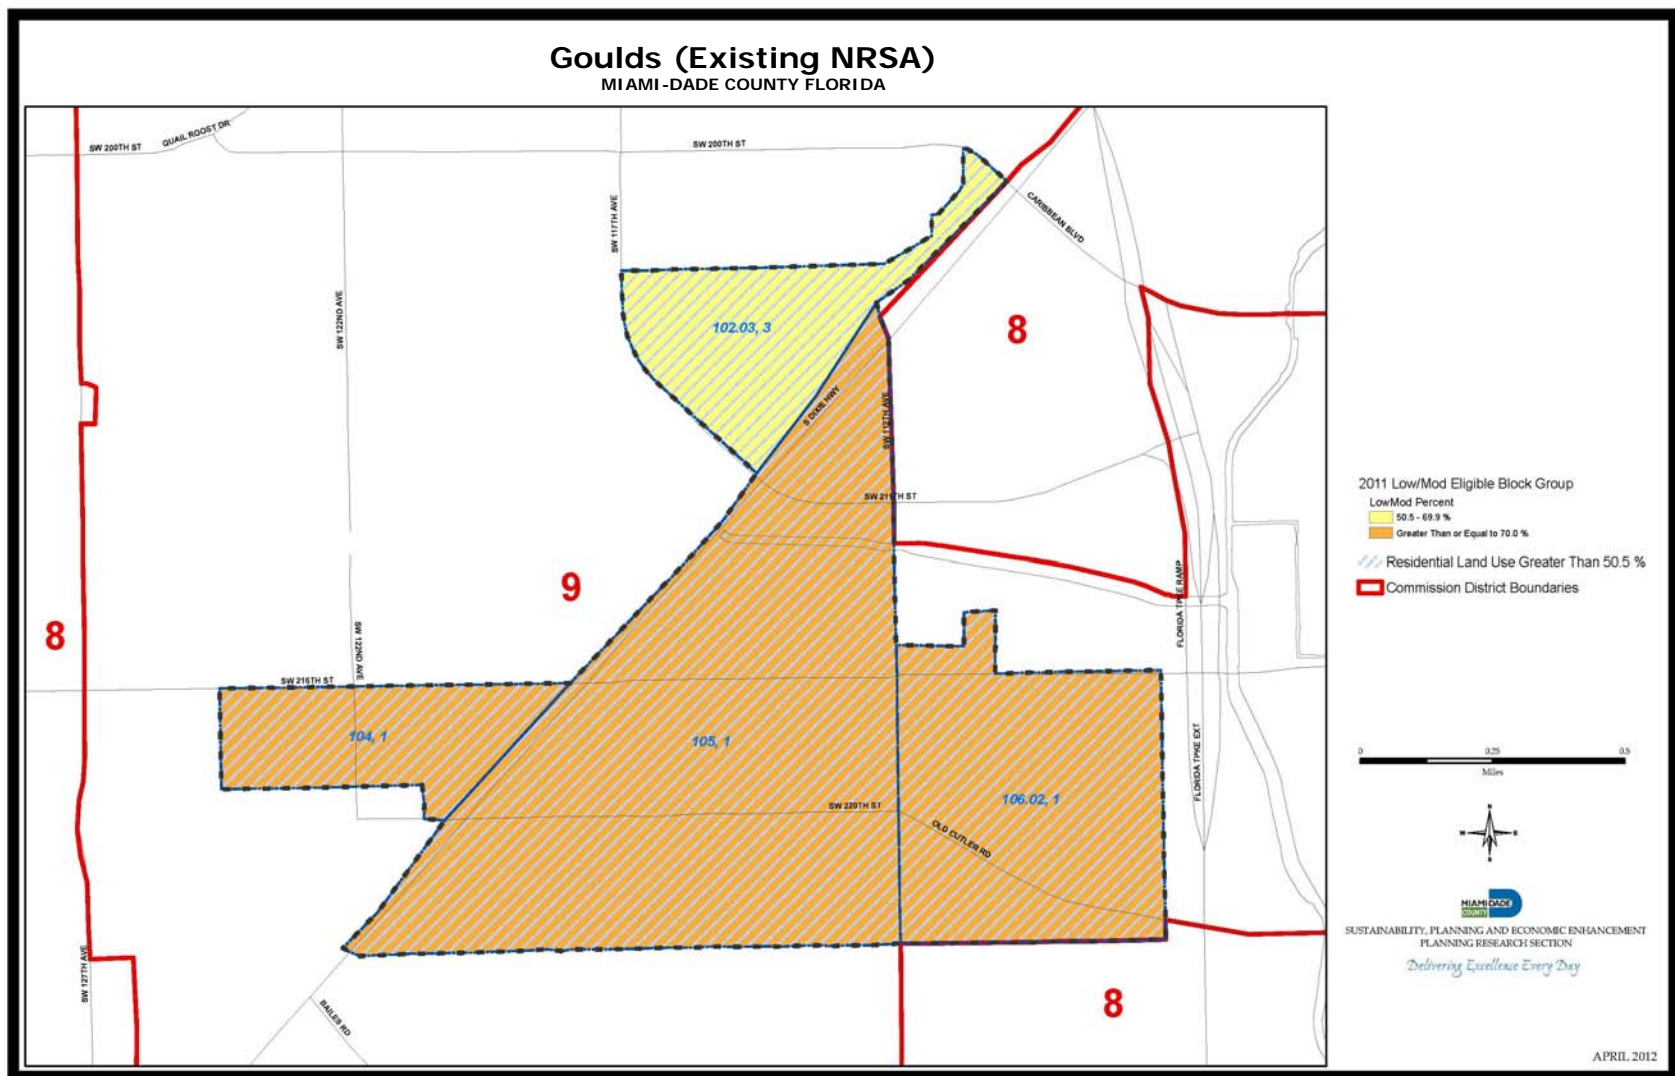 Goulds (Existing NRSA)
MIAMI-DADE COUNTY FLORIDA
SW 200TH ST
QUAIL ROOST DR
SW 200TH ST
SW 117TH AVE
CARIBBEAN BLVD
SW 122ND AVE
102.03, 3
8
S DIXIE HWY
SW 112TH AVE
SW 211TH ST
9
8
FLORIDA TPKE RAMP
SW 122ND AVE
SW 216TH ST
104, 1
105, 1
FLORIDA TPKE EXT
106.02, 1
SW 220TH ST
OLD CUTLER RD
SW 127TH AVE
BAILES RD
8
2011 Low/Mod Eligible Block Group
LowMod Percent
50.5 - 69.9 %
Greater Than or Equal to 70.0 %
Residential Land Use Greater Than 50.5 %
Commission District Boundaries
0 0.25 0.5
Miles
N
W E
S
MIAMI-DADE
COUNTY
SUSTAINABILITY, PLANNING AND ECONOMIC ENHANCEMENT
PLANNING RESEARCH SECTION
Delivering Excellence Every Day
APRIL 2012